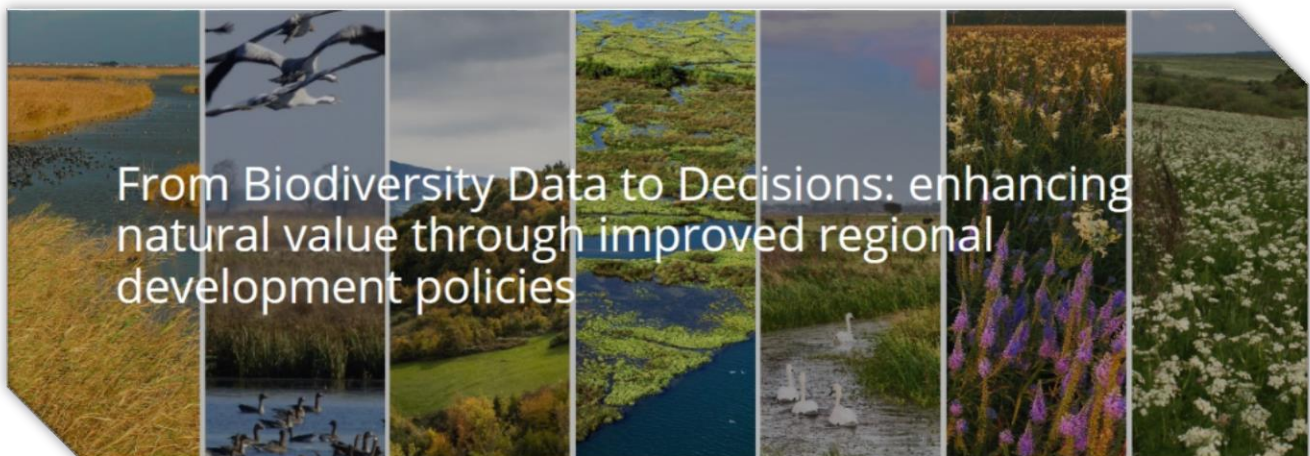 From Biodiversity Data to Decisions: enhancing
natural value through improved regional
development policies